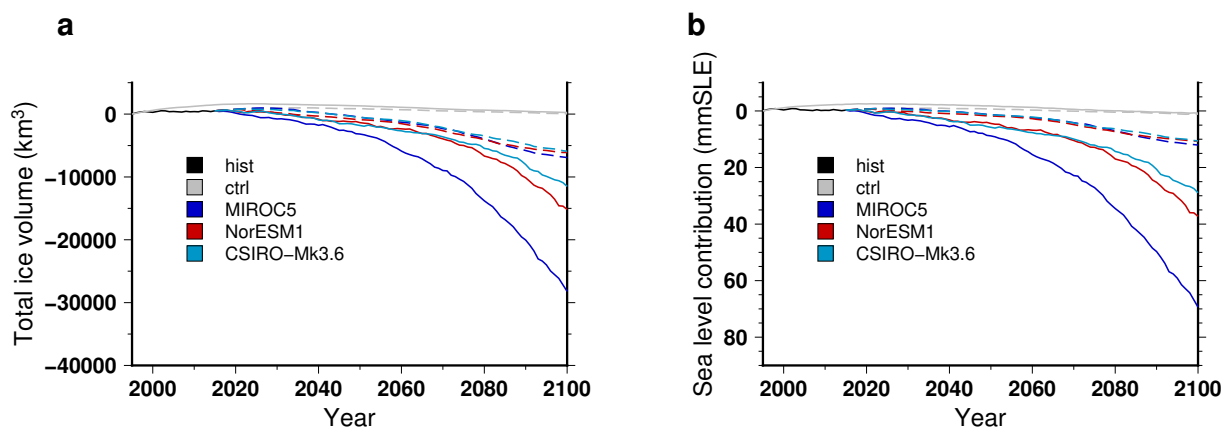 a
Total ice volume (km³)
0
−10000
−20000
−30000
−40000
hist
ctrl
MIROC5
NorESM1
CSIRO−Mk3.6
2000 2020 2040 2060 2080 2100
Year
b
Sea level contribution (mmSLE)
0
20
40
60
80
hist
ctrl
MIROC5
NorESM1
CSIRO−Mk3.6
2000 2020 2040 2060 2080 2100
Year